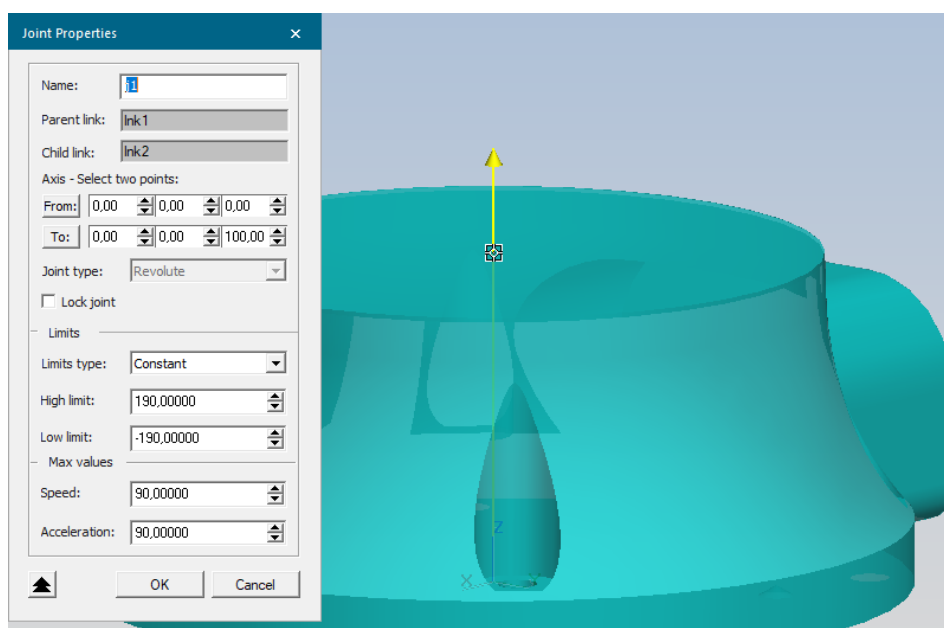 Joint Properties
Name: j1
Parent link: lnk1
Child link: lnk2
Axis - Select two points:
From: 0,00 0,00 0,00
To: 0,00 0,00 100,00
Joint type: Revolute
Lock joint
Limits
Limits type: Constant
High limit: 190,00000
Low limit: -190,00000
Max values
Speed: 90,00000
Acceleration: 90,00000
OK Cancel
Z
X Y